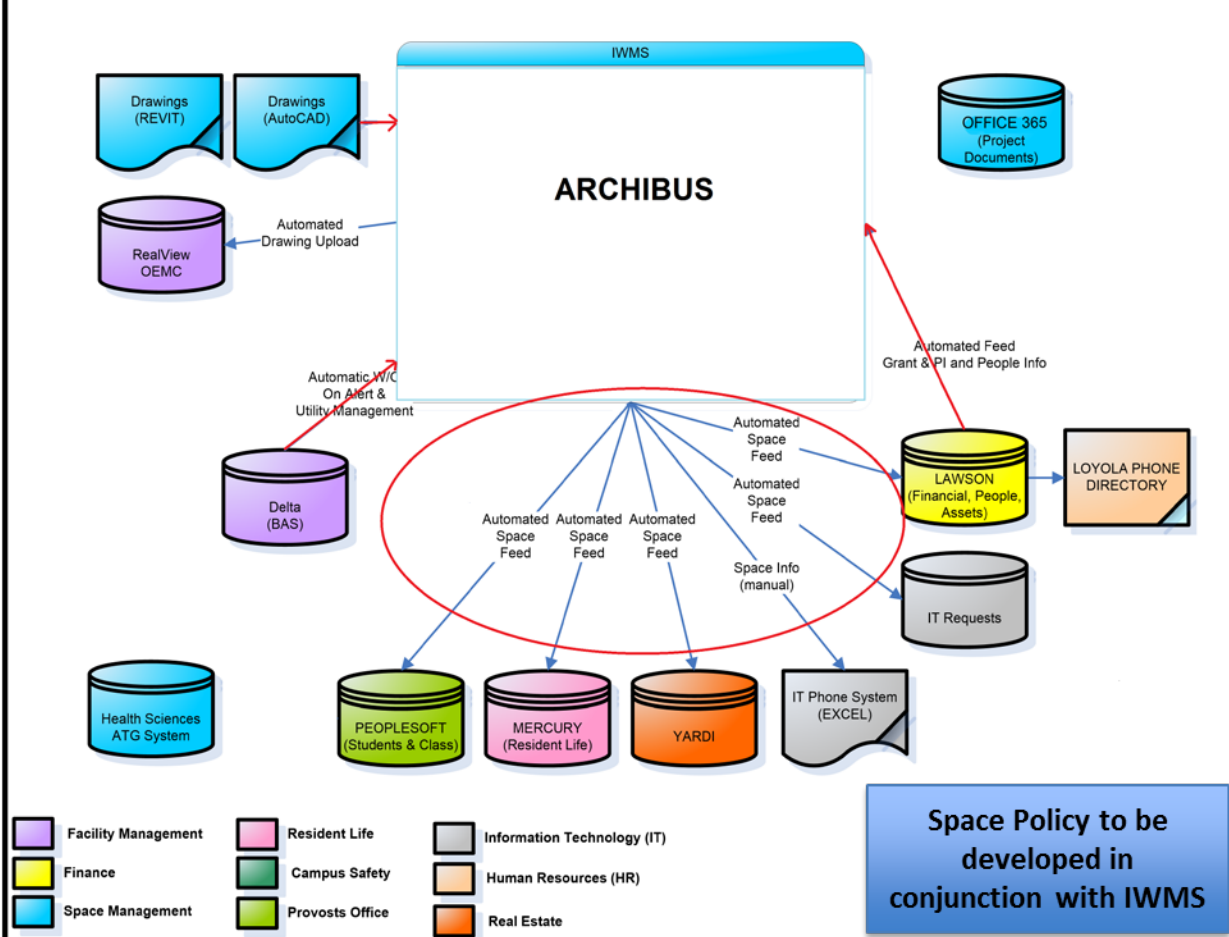 IWMS
Drawings
(REVIT)
Drawings
(AutoCAD)
ARCHIBUS
OFFICE 365
(Project
Documents)
RealView
OEMC
Automated
Drawing Upload
Automated Feed
Grant & PI and People Info
Automatic W/O
On Alert &
Utility Management
Delta
(BAS)
Automated
Space
Feed
Automated
Space
Feed
Automated
Space
Feed
Automated
Space
Feed
Automated
Space
Feed
Space Info
(manual)
LAWSON
(Financial, People,
Assets)
LOYOLA PHONE
DIRECTORY
IT Requests
Health Sciences
ATG System
PEOPLESOFT
(Students & Class)
MERCURY
(Resident Life)
YARDI
IT Phone System
(EXCEL)
Facility Management
Finance
Space Management
Resident Life
Campus Safety
Provosts Office
Information Technology (IT)
Human Resources (HR)
Real Estate
Space Policy to be
developed in
conjunction with IWMS